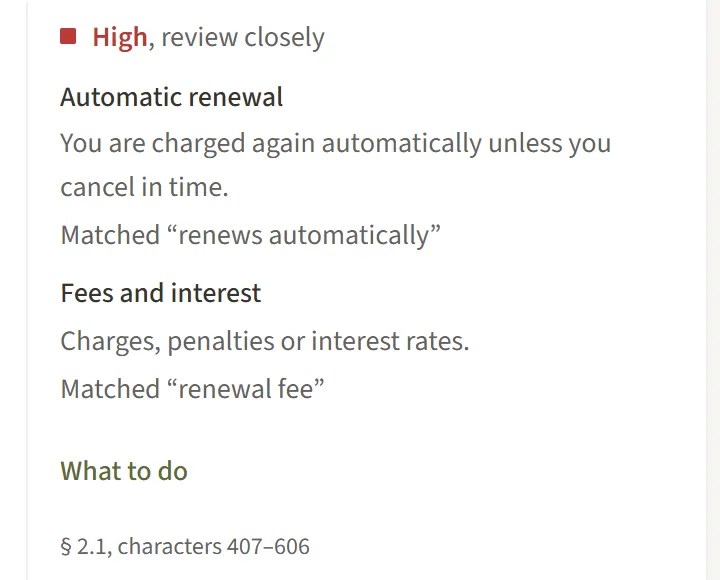 High, review closely
Automatic renewal
You are charged again automatically unless you
cancel in time.
Matched “renews automatically”
Fees and interest
Charges, penalties or interest rates.
Matched “renewal fee”
What to do
§ 2.1, characters 407–606